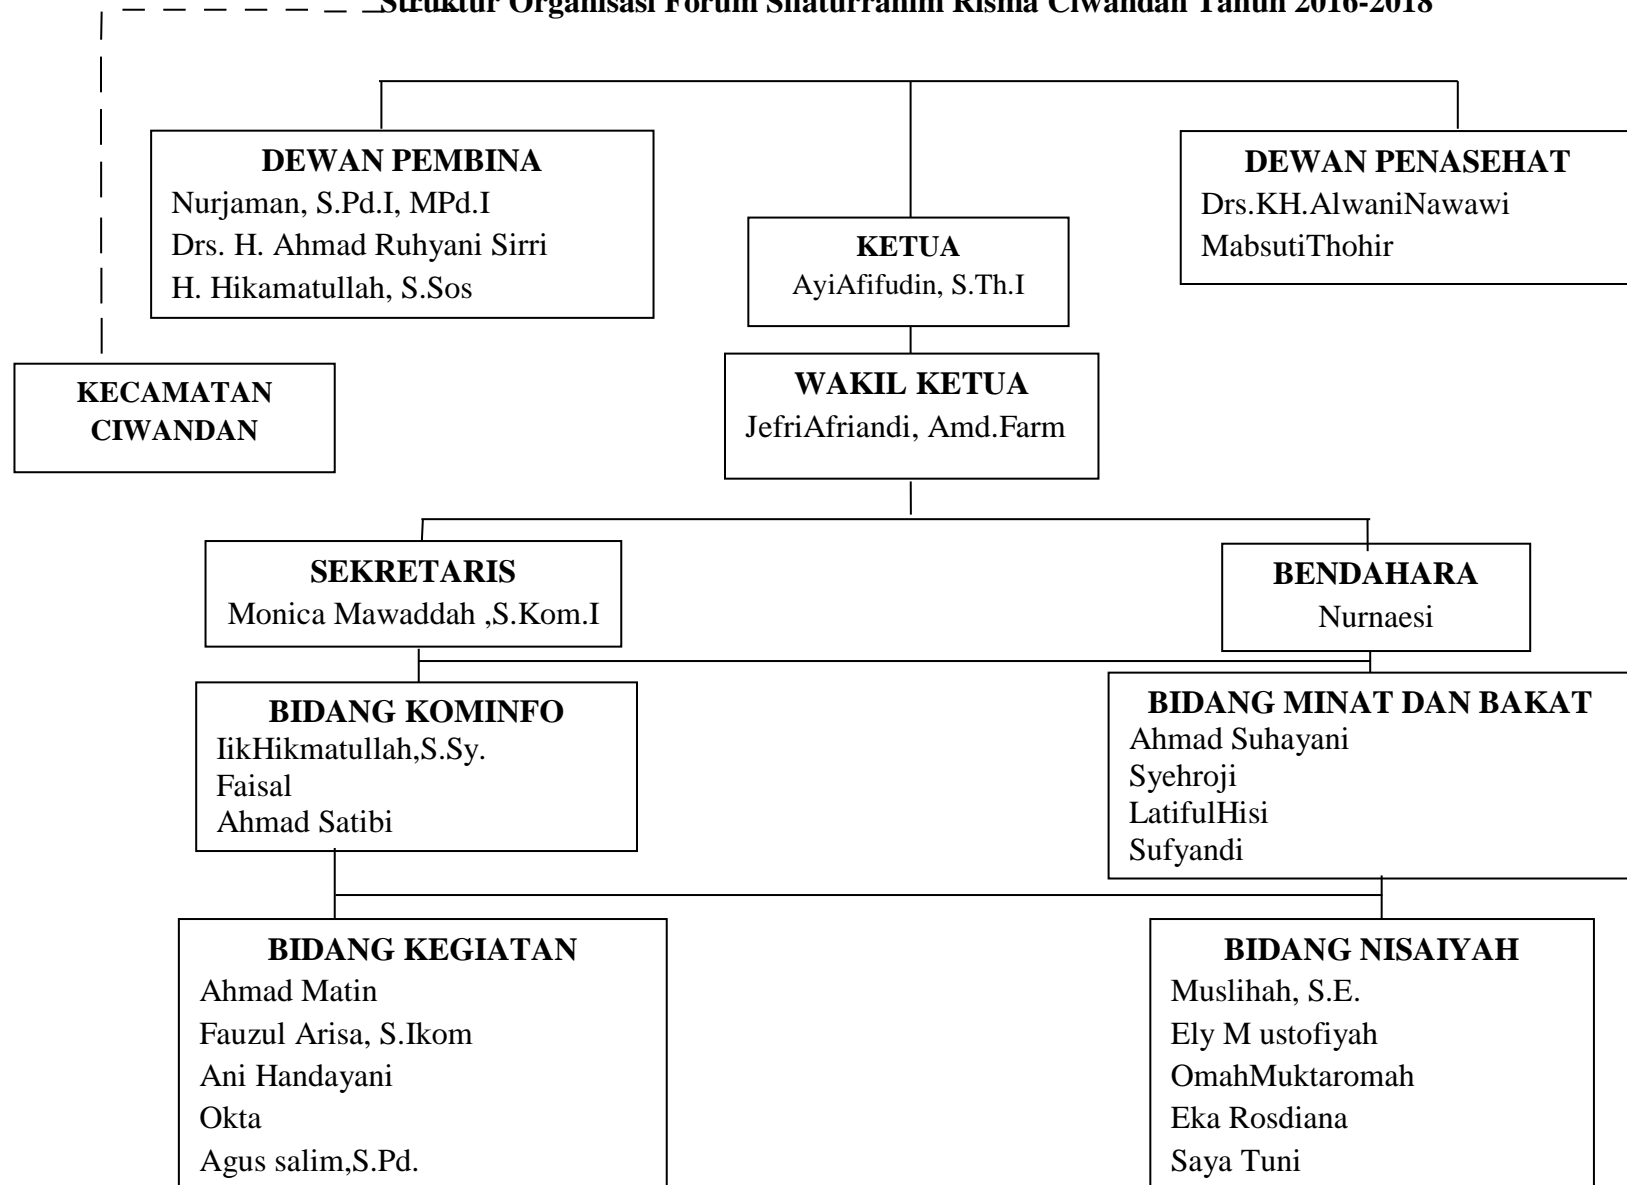 Struktur Organisasi Forum Silaturrahim Risma Ciwandan Tahun 2016-2018
DEWAN PEMBINA
Nurjaman, S.Pd.I, MPd.I
Drs. H. Ahmad Ruhyani Sirri
H. Hikamatullah, S.Sos
DEWAN PENASEHAT
Drs.KH.AlwaniNawawi
MabsutiThohir
KETUA
AyiAfifudin, S.Th.I
KECAMATAN
CIWANDAN
WAKIL KETUA
JefriAfriandi, Amd.Farm
SEKRETARIS
Monica Mawaddah ,S.Kom.I
BENDAHARA
Nurnaesi
BIDANG KOMINFO
IikHikmatullah,S.Sy.
Faisal
Ahmad Satibi
BIDANG MINAT DAN BAKAT
Ahmad Suhayani
Syehroji
LatifulHisi
Sufyandi
BIDANG KEGIATAN
Ahmad Matin
Fauzul Arisa, S.Ikom
Ani Handayani
Okta
Agus salim,S.Pd.
BIDANG NISAIYAH
Muslihah, S.E.
Ely M ustofiyah
OmahMuktaromah
Eka Rosdiana
Saya Tuni